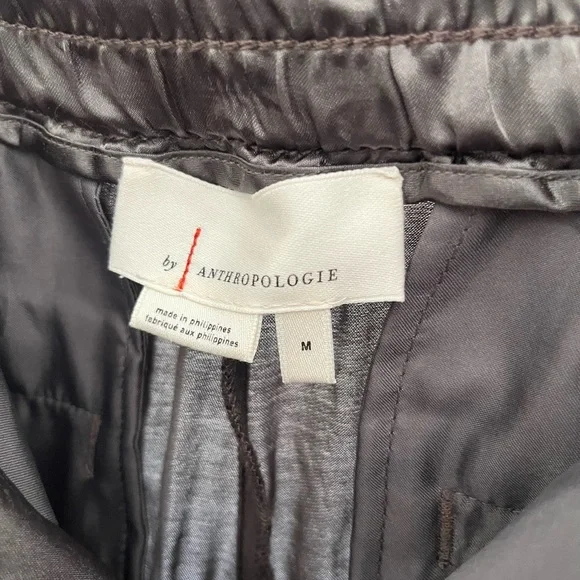 by ANTHROPOLOGIE
made in philippines
fabriqué aux philippines
M